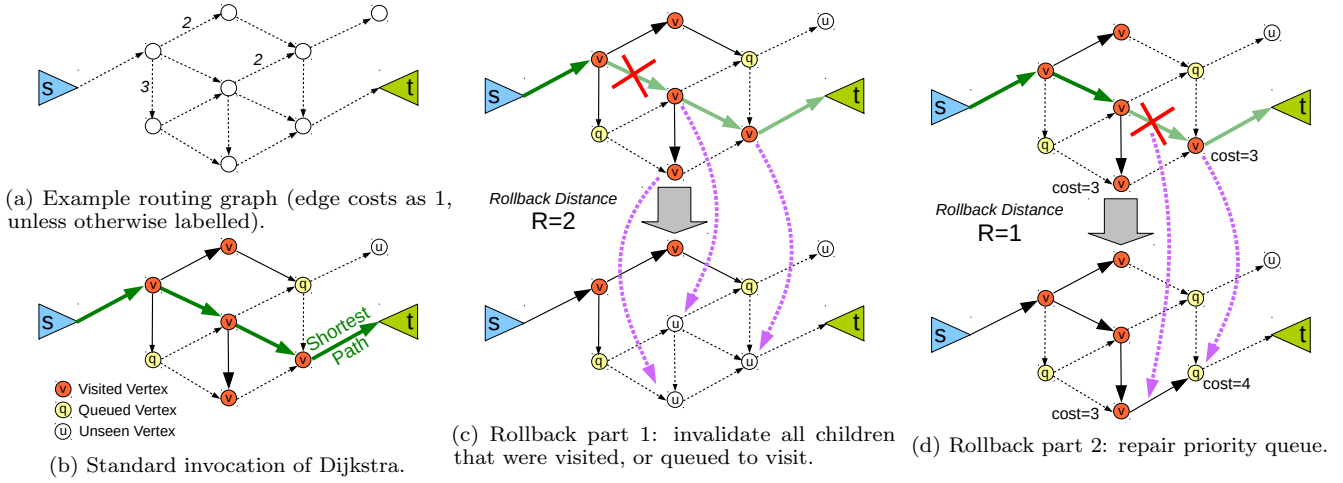 2
2
3
s
t
(a) Example routing graph (edge costs as 1,
unless otherwise labelled).
v
u
v
q
s
v
t
q
v
v
Shortest
Path
v Visited Vertex
q Queued Vertex
u Unseen Vertex
(b) Standard invocation of Dijkstra.
v
u
v
q
s
v
t
q
v
v
Rollback Distance
R=2
v
u
v
q
s
u
t
q
u
u
(c) Rollback part 1: invalidate all children
that were visited, or queued to visit.
v
u
v
q
s
v
t
q
v
cost=3
cost=3
v
Rollback Distance
R=1
v
u
v
q
s
v
t
q
q
cost=4
cost=3
v
(d) Rollback part 2: repair priority queue.